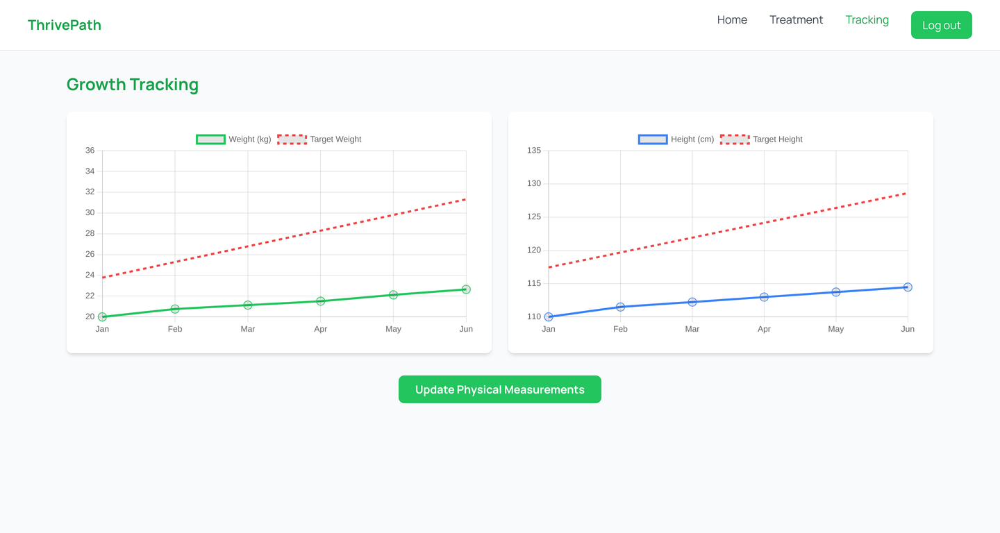 ThrivePath
Home Treatment Tracking Log out
Growth Tracking
Weight (kg) Target Weight
36
34
32
30
28
26
24
22
20
Jan Feb Mar Apr May Jun
Height (cm) Target Height
135
130
125
120
115
110
Jan Feb Mar Apr May Jun
Update Physical Measurements